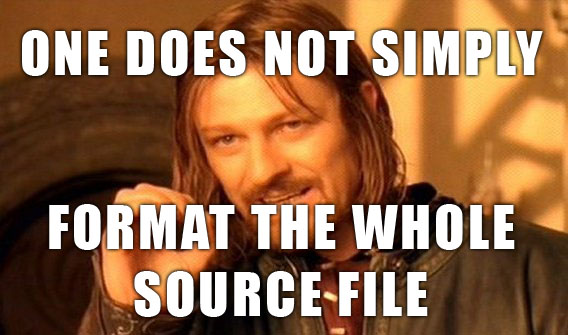 ONE DOES NOT SIMPLY
FORMAT THE WHOLE
SOURCE FILE